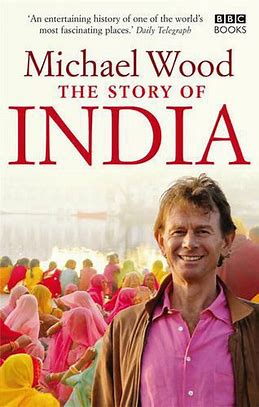 'An entertaining history of one of the world's
most fascinating places.' Daily Telegraph
BBC
BOOKS
Michael Wood
THE STORY OF
INDIA